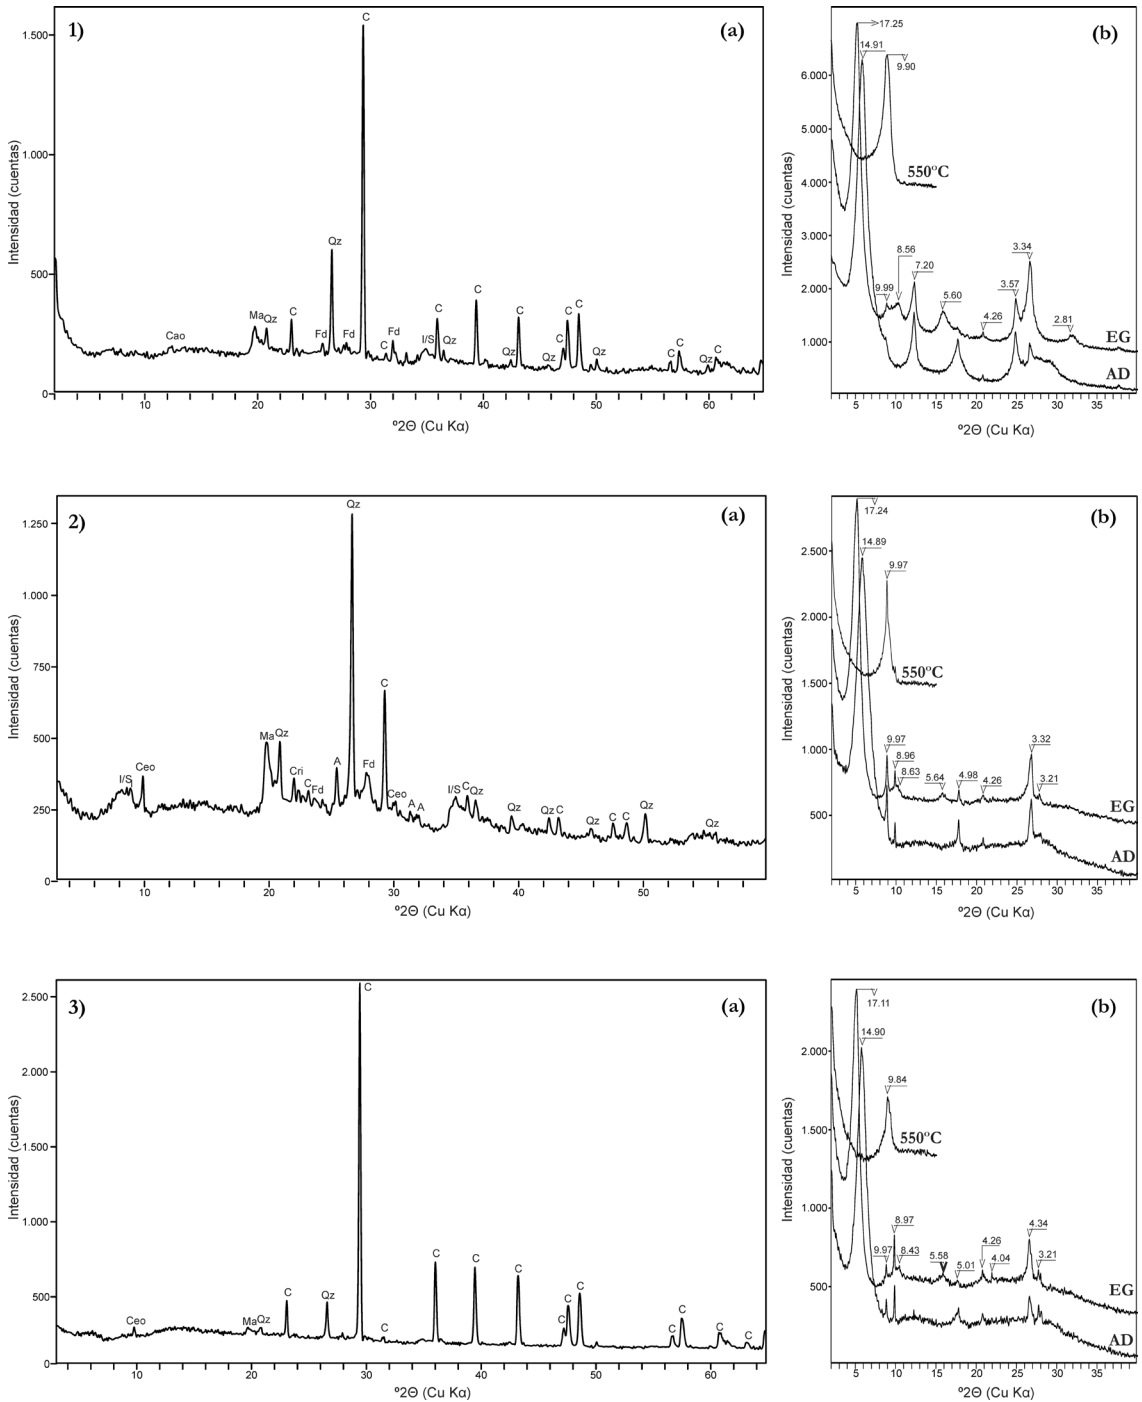 1)
(a)
Intensidad (cuentas)
1.500
1.000
500
0
Cao
Ma
Qz
C
Fd
Qz
Fd
C
C
Fd
I/S
C
Qz
C
Qz
C
Qz
C
C
C
Qz
C
C
Qz
C
10 20 30 40 50 60
º2Θ (Cu Kα)
(b)
Intensidad (cuentas)
6.000
5.000
4.000
3.000
2.000
1.000
17.25
14.91
9.90
550ºC
9.99
8.56
7.20
5.60
4.26
3.57
3.34
2.81
EG
AD
5 10 15 20 25 30 35
º2Θ (Cu Kα)
2)
(a)
Intensidad (cuentas)
1.250
1.000
750
500
250
0
I/S
Ceo
Ma
Qz
Cri
C
Fd
A
Qz
Fd
C
Ceo
A
A
I/S
C
Qz
Qz
Qz
C
Qz
C
C
Qz
Qz
10 20 30 40 50
º2Θ (Cu Kα)
(b)
Intensidad (cuentas)
2.500
2.000
1.500
1.000
500
17.24
14.89
9.97
550ºC
9.97
8.96
8.63
5.64
4.98
4.26
3.32
3.21
EG
AD
5 10 15 20 25 30 35
º2Θ (Cu Kα)
3)
(a)
Intensidad (cuentas)
2.500
2.000
1.500
1.000
500
0
Ceo
Ma
Qz
C
Qz
C
C
C
C
C
C
C
C
C
C
C
C
10 20 30 40 50 60
º2Θ (Cu Kα)
(b)
Intensidad (cuentas)
2.000
1.500
1.000
500
17.11
14.90
9.84
550ºC
9.97
8.97
8.43
5.58
5.01
4.26
4.04
4.34
3.21
EG
AD
5 10 15 20 25 30 35
º2Θ (Cu Kα)